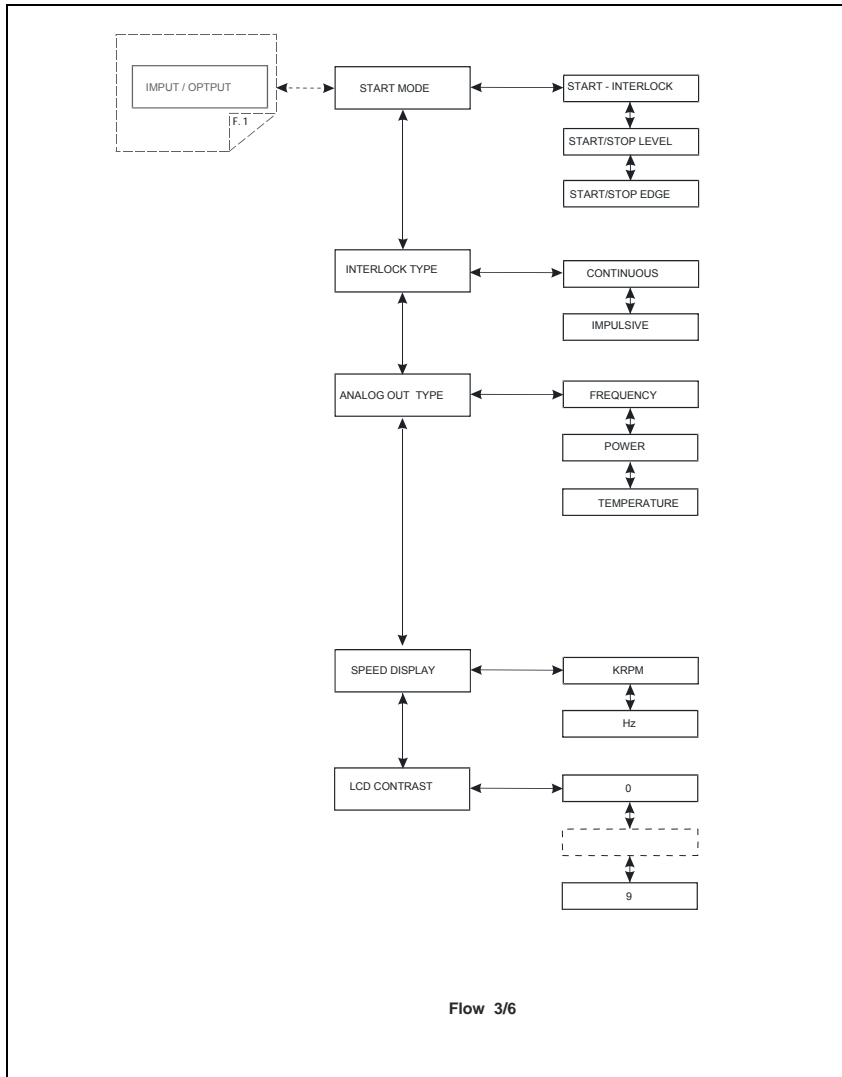 IMPUT / OPTPUT
F. 1
START MODE
START - INTERLOCK
START/STOP LEVEL
START/STOP EDGE
INTERLOCK TYPE
CONTINUOUS
IMPULSIVE
ANALOG OUT TYPE
FREQUENCY
POWER
TEMPERATURE
SPEED DISPLAY
KRPM
Hz
LCD CONTRAST
0
9
Flow 3/6